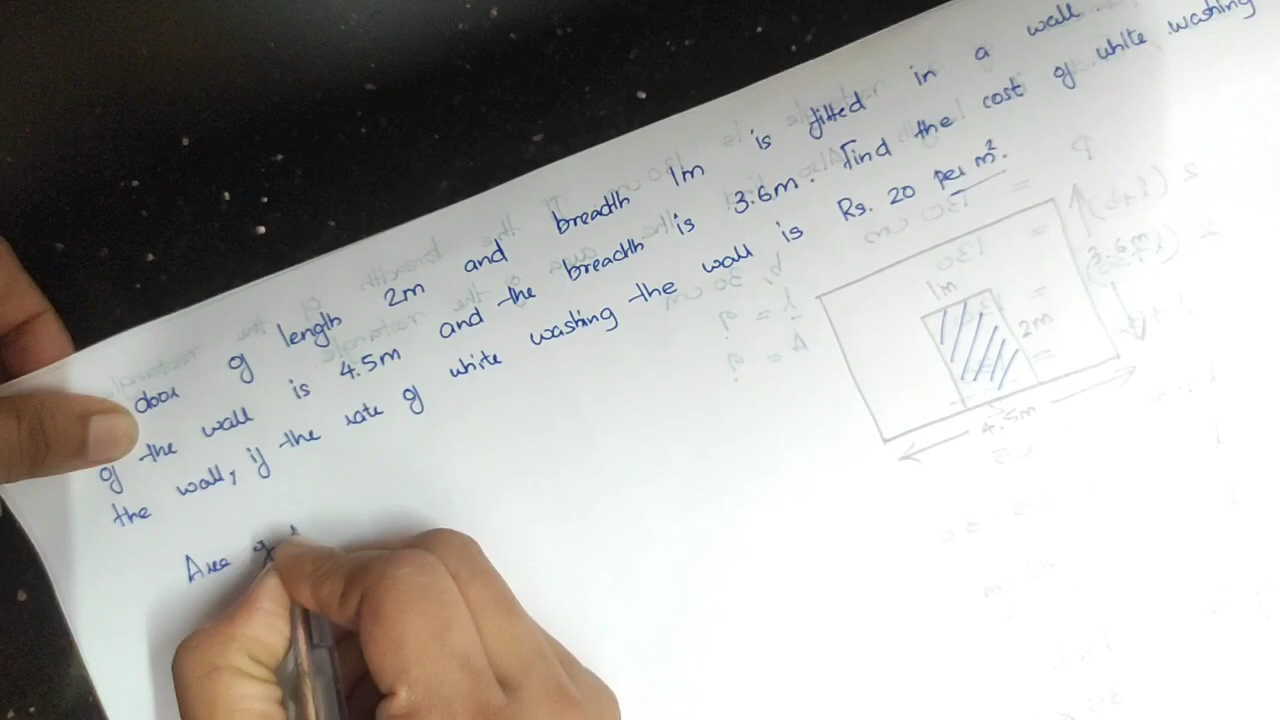 door of length 2m and breadth 1m is fitted in a wall.
of the wall is 4.5m and the breadth is 3.6m. Find the cost of white washing
the wall, if the rate of white washing the wall is Rs. 20 per m².
1m
2m
3.6m
4.5m
Area of